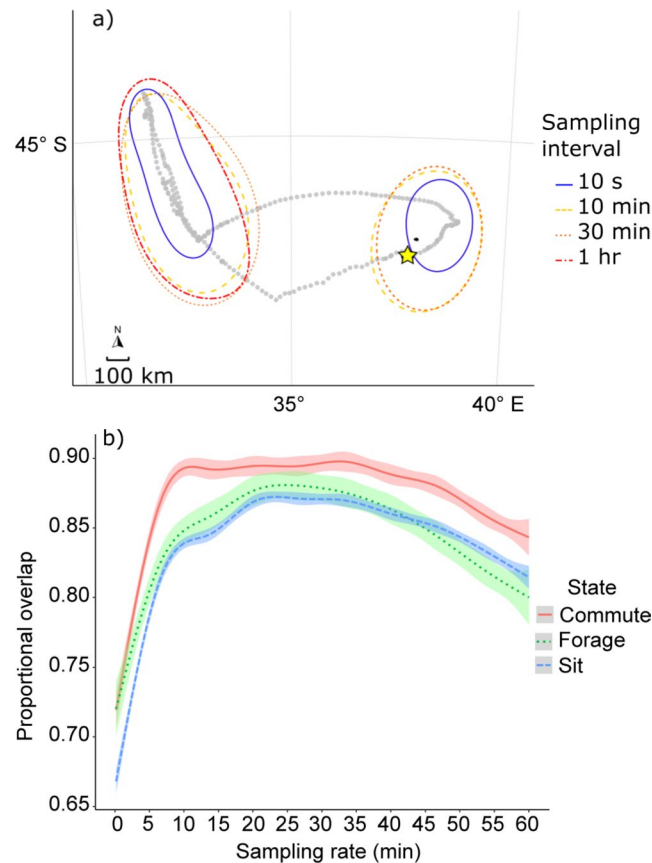 a)
45° S
N
100 km
35°
40° E
Sampling
interval
10 s
10 min
30 min
1 hr
b)
0.90
0.85
0.80
0.75
0.70
0.65
Proportional overlap
0 5 10 15 20 25 30 35 40 45 50 55 60
Sampling rate (min)
State
Commute
Forage
Sit